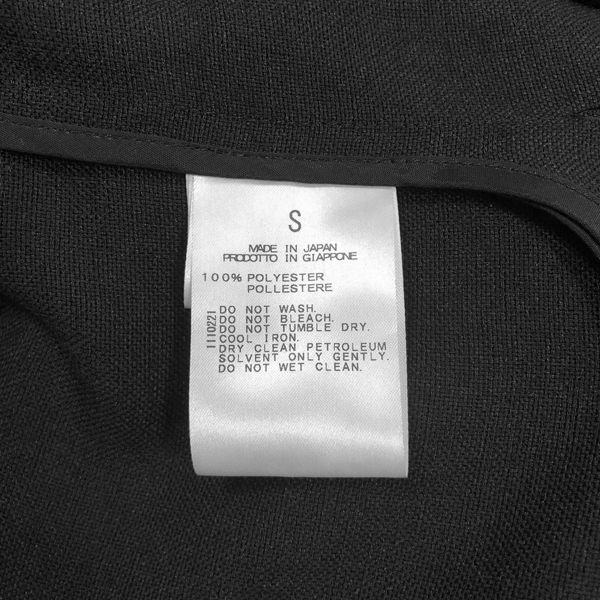 S
MADE IN JAPAN
PRODOTTO IN GIAPPONE
100% POLYESTER
POLLESTERE
DO NOT WASH.
DO NOT BLEACH.
DO NOT TUMBLE DRY.
COOL IRON.
DRY CLEAN PETROLEUM
SOLVENT ONLY GENTLY.
DO NOT WET CLEAN.
1110221